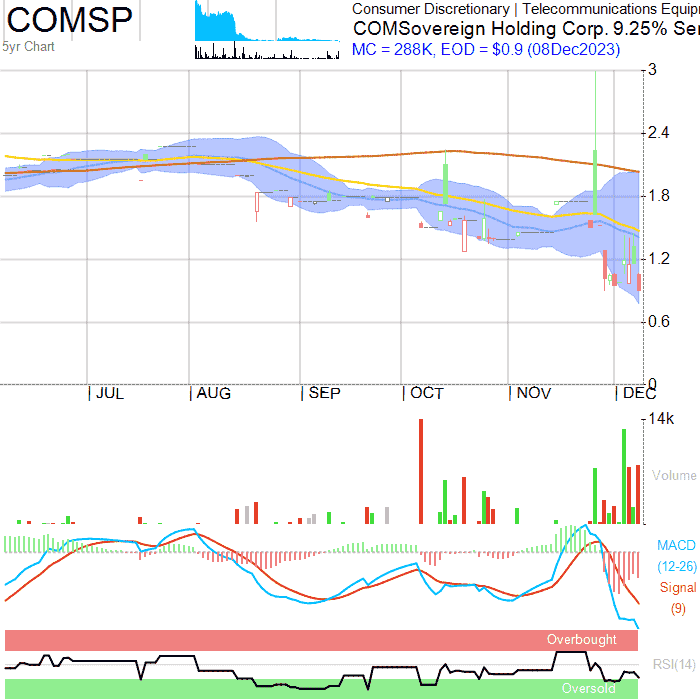 COMSP
5yr Chart
Consumer Discretionary | Telecommunications Equip
COMSovereign Holding Corp. 9.25% Ser
MC = 288K, EOD = $0.9 (08Dec2023)
3
2.4
1.8
1.2
0.6
0
| JUL | AUG | SEP | OCT | NOV | DEC
14k
Volume
MACD
(12-26)
Signal
(9)
Overbought
RSI(14)
Oversold